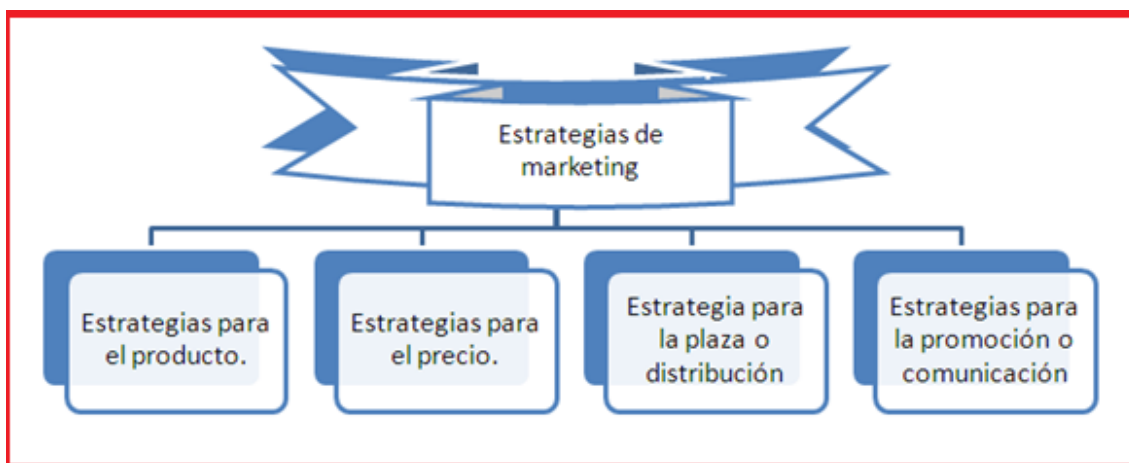 Estrategias de
marketing
Estrategias para
el producto.
Estrategias para
el precio.
Estrategia para
la plaza o
distribución
Estrategias para
la promoción o
comunicación